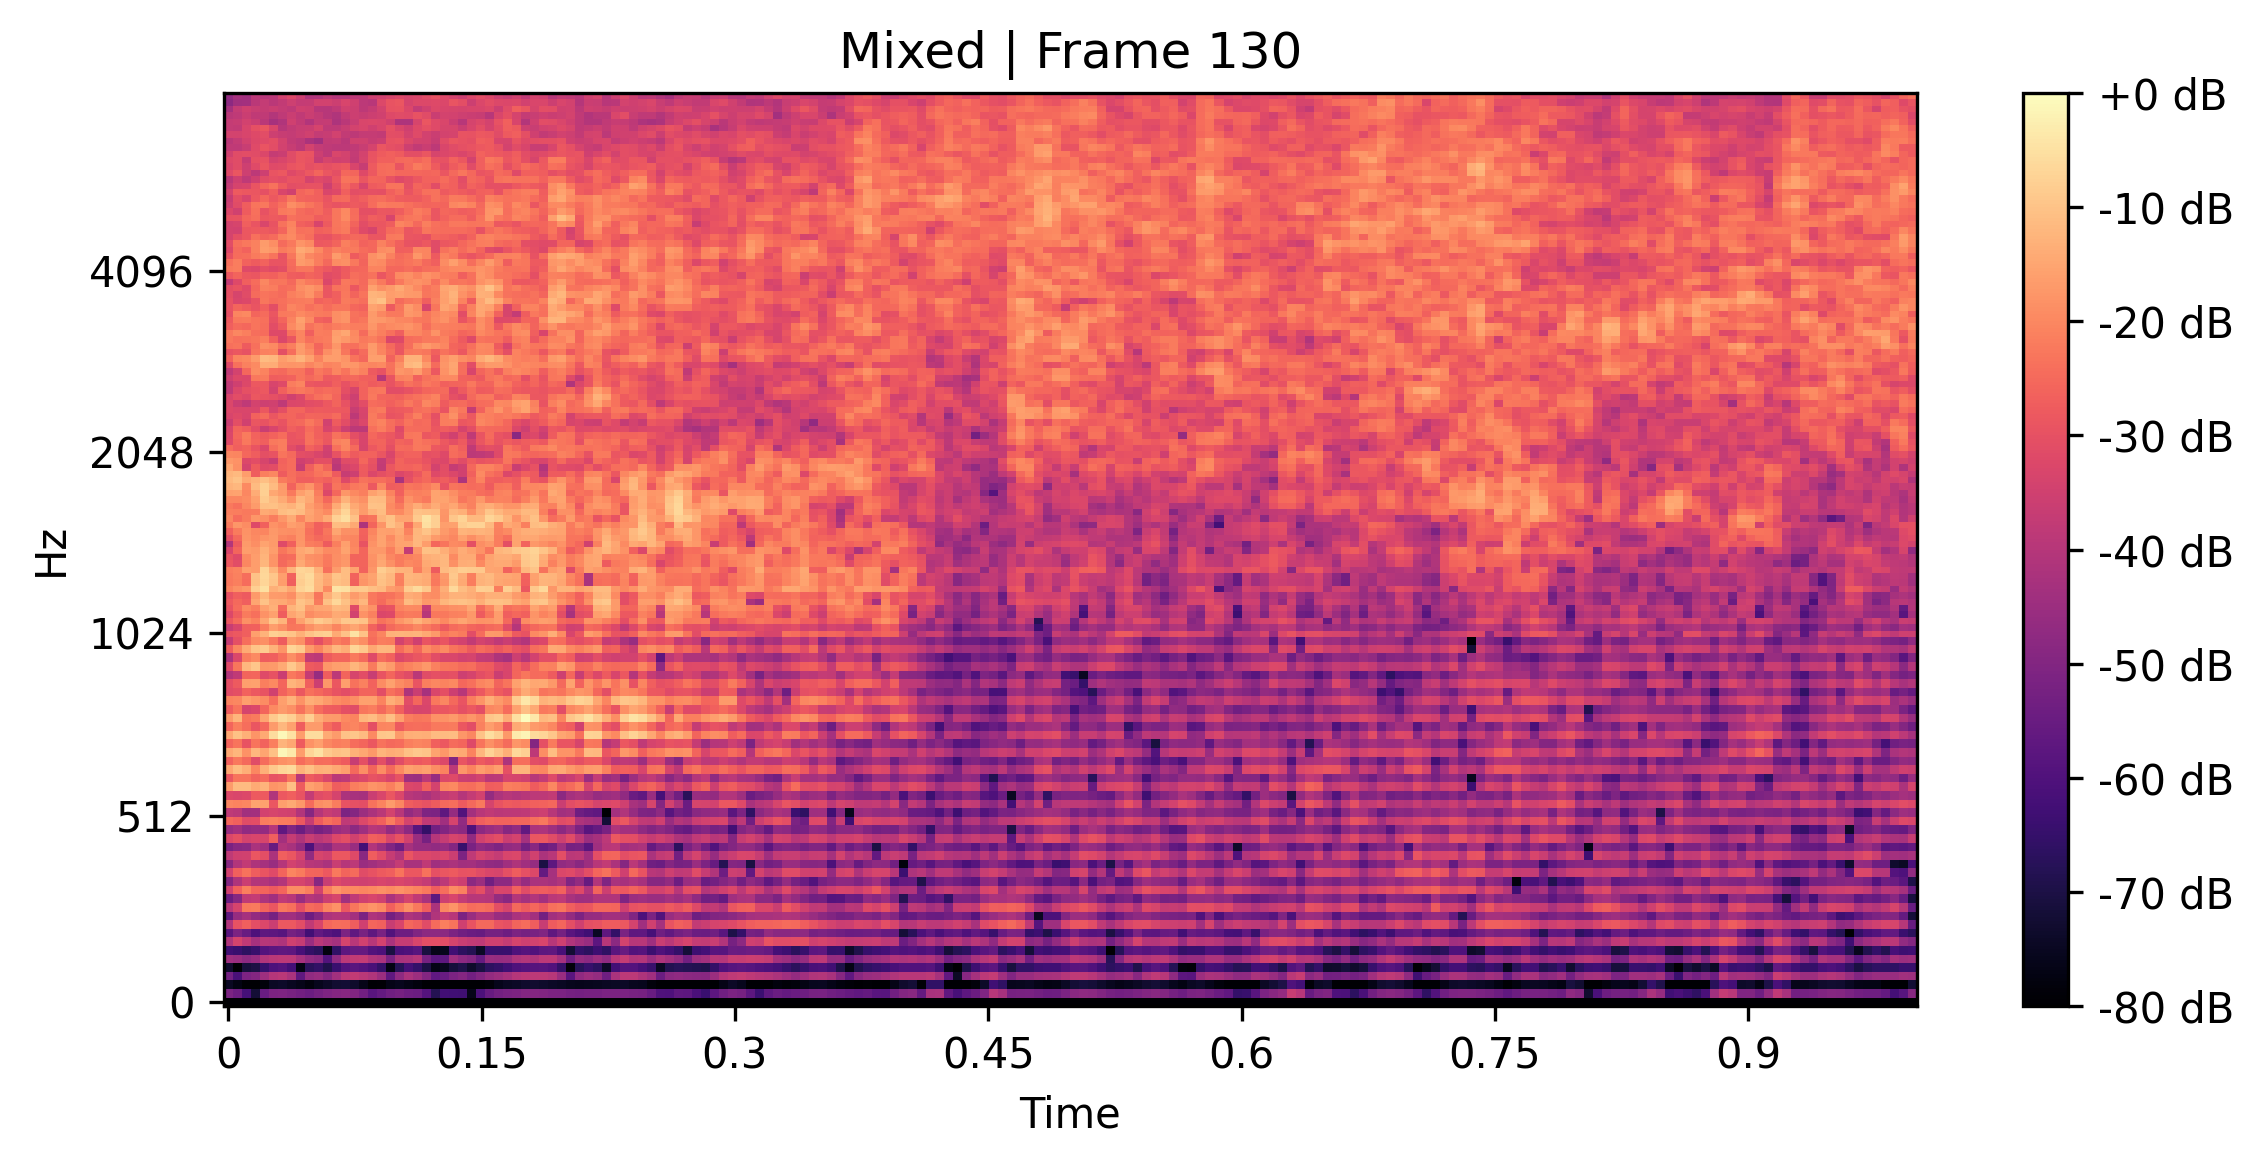 Mixed | Frame 130
+0 dB
-10 dB
-20 dB
-30 dB
-40 dB
-50 dB
-60 dB
-70 dB
-80 dB
4096
2048
1024
512
0
Hz
0 0.15 0.3 0.45 0.6 0.75 0.9
Time